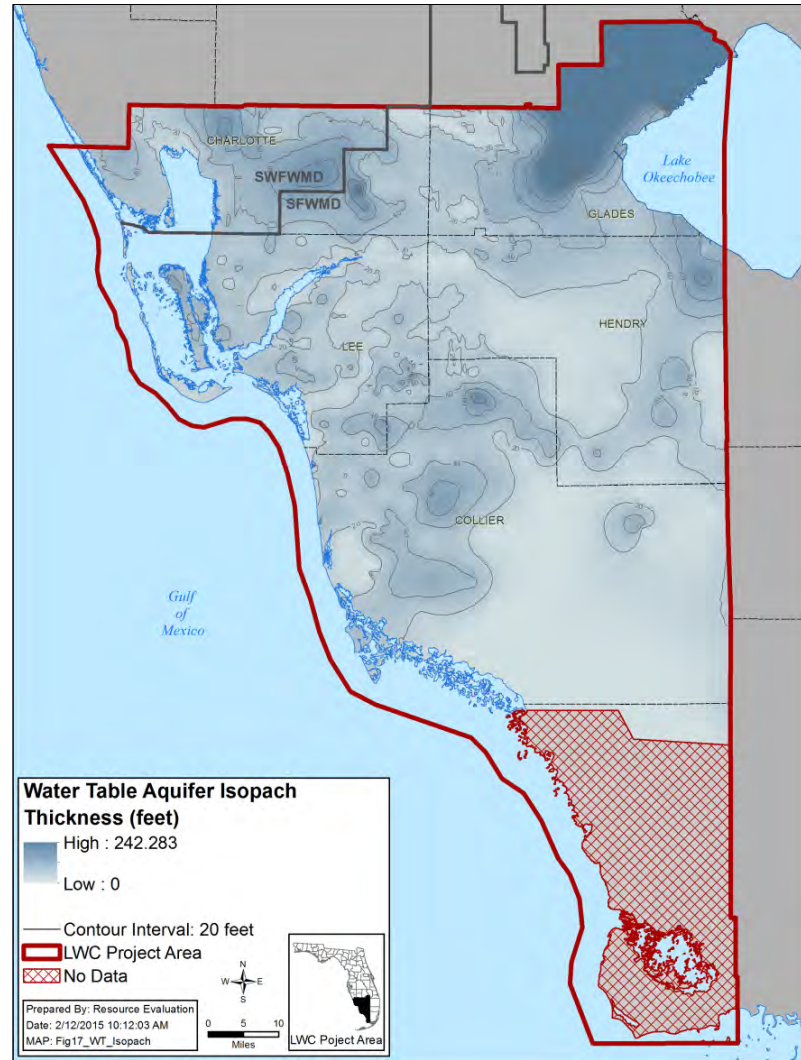 CHARLOTTE
SWFWMD
SFWMD
Lake
Okeechobee
GLADES
HENDRY
LEE
COLLIER
Gulf
of
Mexico
Water Table Aquifer Isopach
Thickness (feet)
High : 242.283
Low : 0
Contour Interval: 20 feet
LWC Project Area
No Data
N
W E
S
Prepared By: Resource Evaluation
Date: 2/12/2015 10:12:03 AM
MAP: Fig17_WT_Isopach
0 5 10
Miles
LWC Poject Area